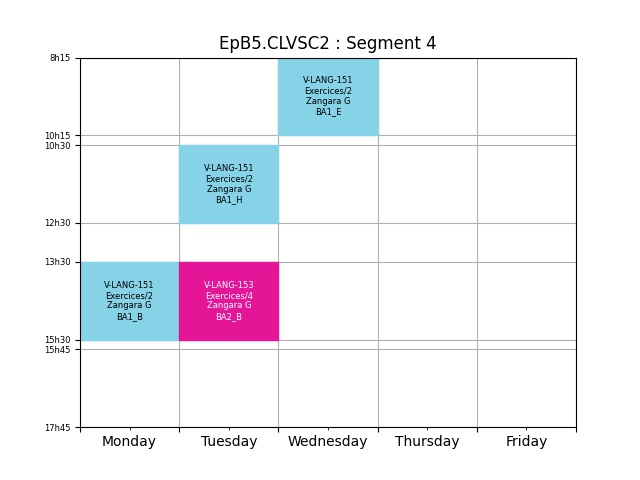 EpB5.CLVSC2 : Segment 4
8h15
V-LANG-151
Exercices/2
Zangara G
BA1_E
10h15
10h30
V-LANG-151
Exercices/2
Zangara G
BA1_H
12h30
13h30
V-LANG-151
Exercices/2
Zangara G
BA1_B
V-LANG-153
Exercices/4
Zangara G
BA2_B
15h30
15h45
17h45
Monday
Tuesday
Wednesday
Thursday
Friday